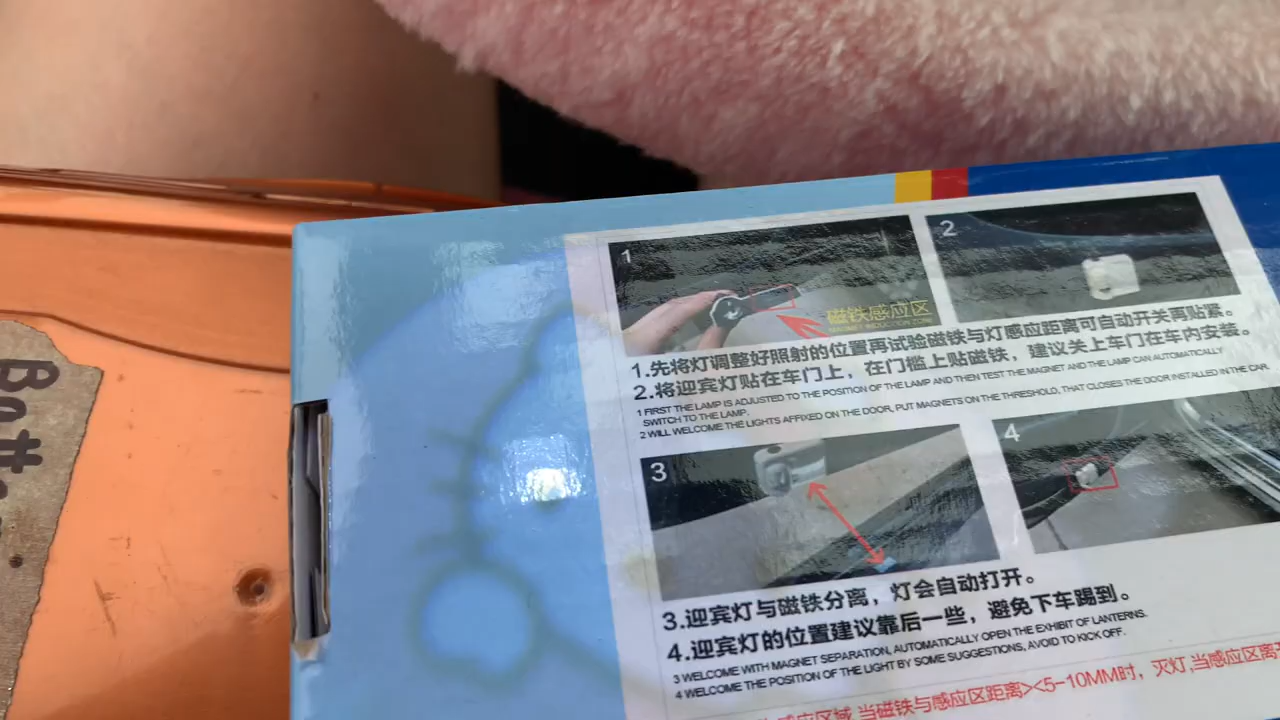 1
磁铁感应区
MAGNET INDUCTION ZONE
2
1.先将灯调整好照射的位置再试验磁铁与灯感应距离可自动开关再贴紧。
2.将迎宾灯贴在车门上，在门槛上贴磁铁，建议关上车门在车内安装。
1 FIRST THE LAMP IS ADJUSTED TO THE POSITION OF THE LAMP AND THEN TEST THE MAGNET AND THE LAMP CAN AUTOMATICALLY
SWITCH TO THE LAMP.
2 WILL WELCOME THE LIGHTS AFFIXED ON THE DOOR, PUT MAGNETS ON THE THRESHOLD, THAT CLOSES THE DOOR INSTALLED IN THE CAR.
3
4
3.迎宾灯与磁铁分离，灯会自动打开。
4.迎宾灯的位置建议靠后一些，避免下车踢到。
3 WELCOME WITH MAGNET SEPARATION, AUTOMATICALLY OPEN THE EXHIBIT OF LANTERNS.
4 WELCOME THE POSITION OF THE LIGHT BY SOME SUGGESTIONS, AVOID TO KICK OFF.
感应区域,当磁铁与感应区距离>5-10MM时，灭灯,当感应区离